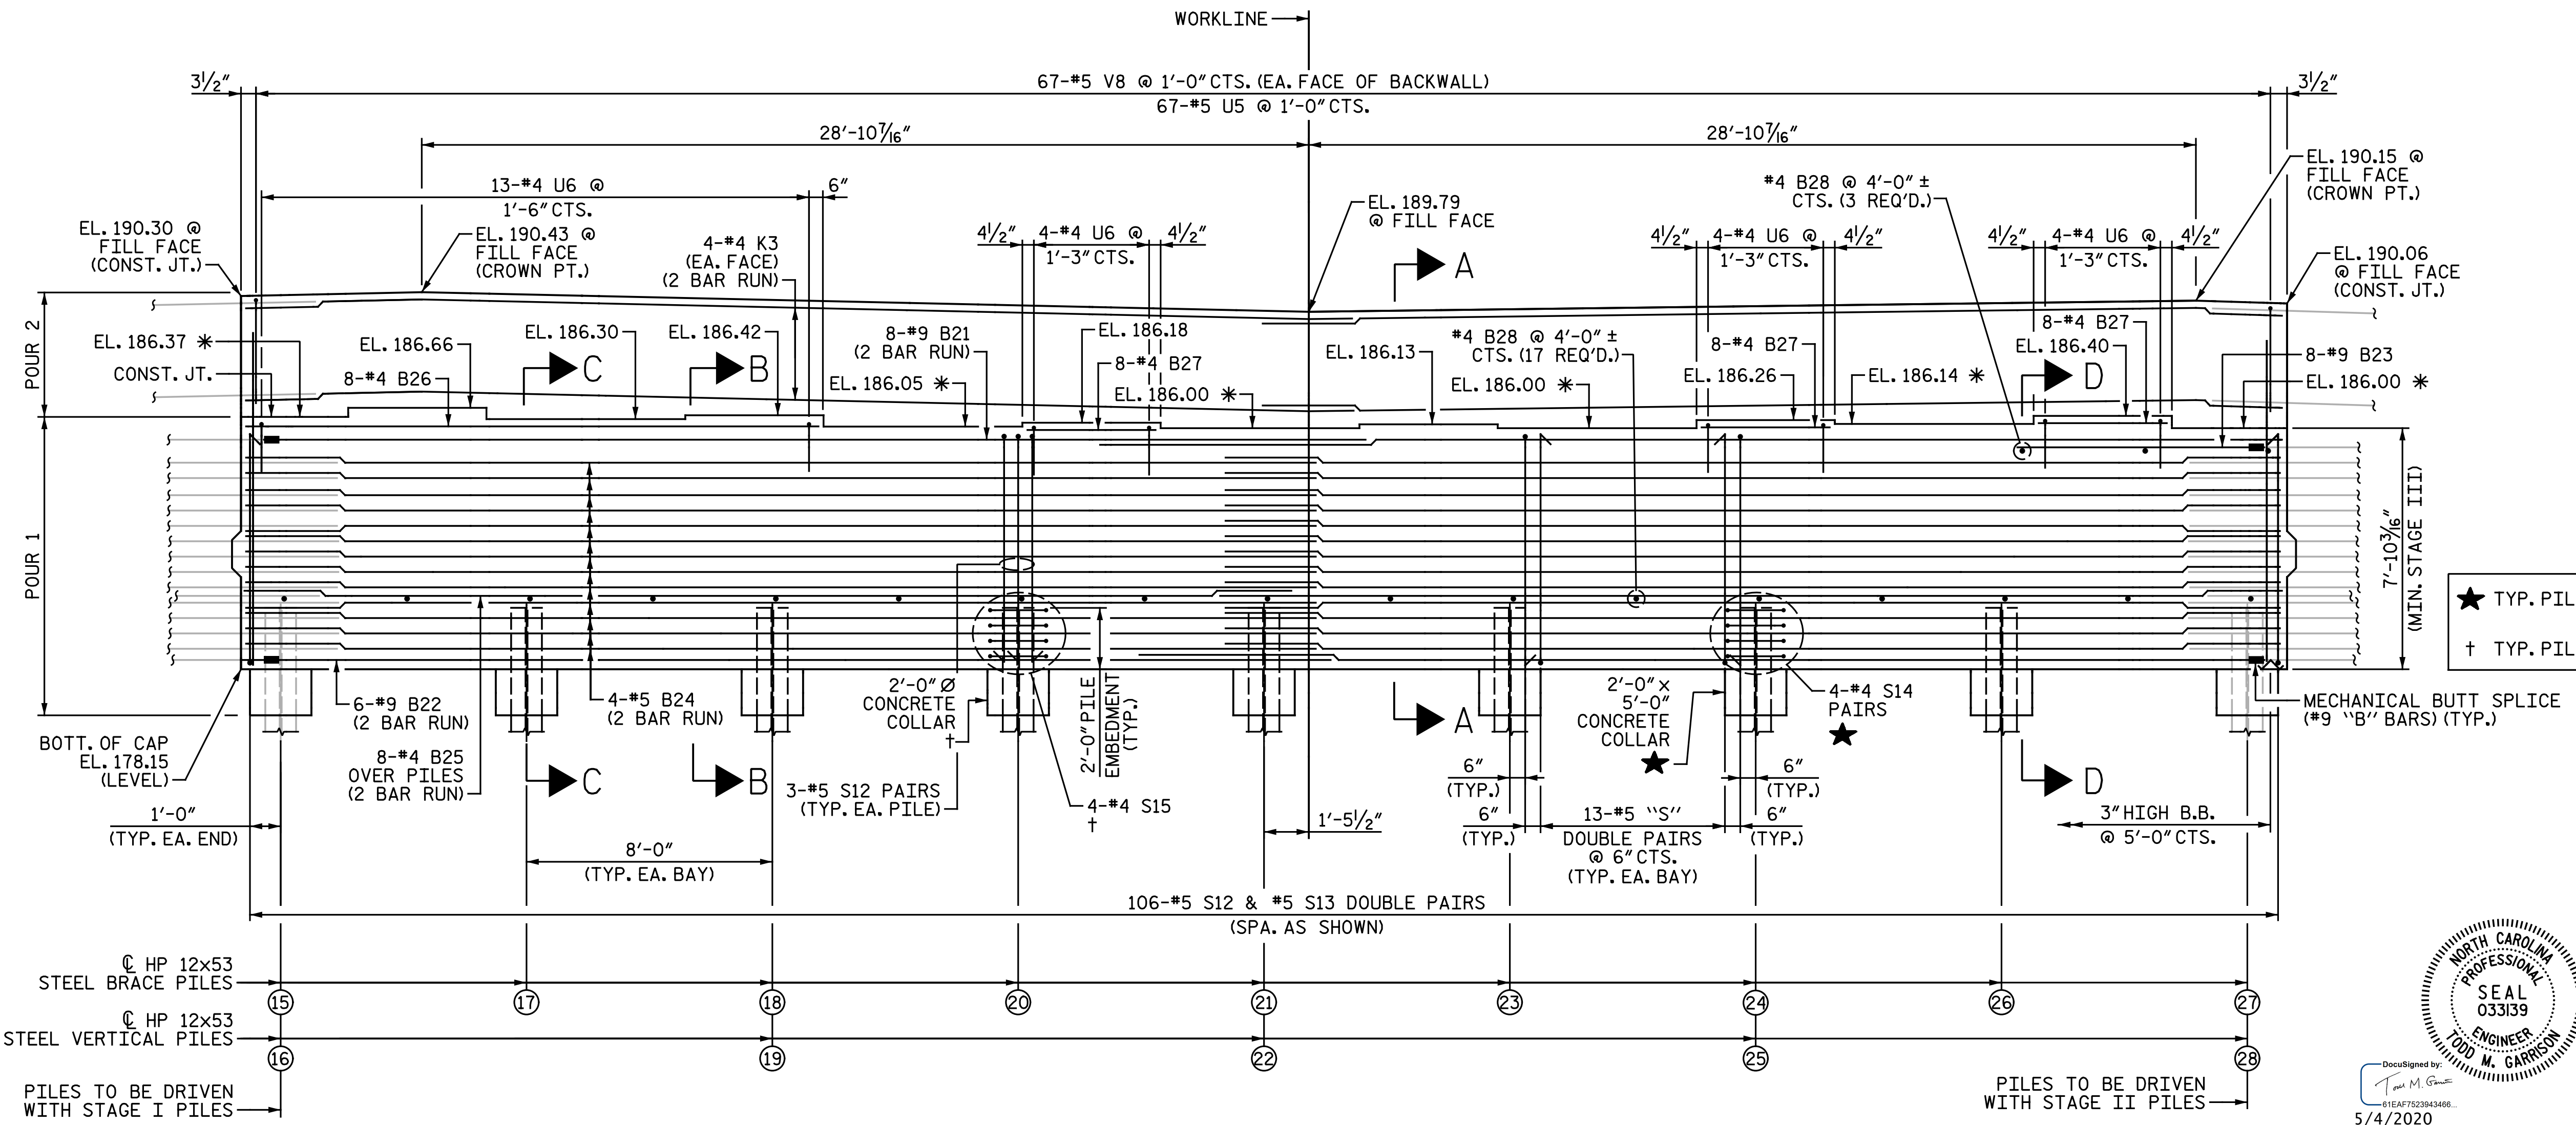 WORKLINE
3½"
67-#5 V8 @ 1'-0" CTS. (EA. FACE OF BACKWALL)
67-#5 U5 @ 1'-0" CTS.
3½"
28'-10⁷⁄₁₆"
28'-10⁷⁄₁₆"
13-#4 U6 @
1'-6" CTS.
6"
EL. 190.30 @
FILL FACE
(CONST. JT.)
EL. 190.43 @
FILL FACE
(CROWN PT.)
4-#4 K3
(EA. FACE)
(2 BAR RUN)
4½"
4-#4 U6 @
1'-3" CTS.
4½"
EL. 189.79
@ FILL FACE
A
#4 B28 @ 4'-0" ±
CTS. (3 REQ'D.)
4½"
4-#4 U6 @
1'-3" CTS.
4½"
4½"
4-#4 U6 @
1'-3" CTS.
4½"
EL. 190.15 @
FILL FACE
(CROWN PT.)
EL. 190.06
@ FILL FACE
(CONST. JT.)
POUR 2
EL. 186.37 *
CONST. JT.
EL. 186.66
8-#4 B26
EL. 186.30
C
EL. 186.42
B
8-#9 B21
(2 BAR RUN)
EL. 186.05 *
EL. 186.18
8-#4 B27
EL. 186.00 *
EL. 186.13
#4 B28 @ 4'-0" ±
CTS. (17 REQ'D.)
EL. 186.00 *
8-#4 B27
EL. 186.26
EL. 186.14 *
8-#4 B27
EL. 186.40
D
8-#9 B23
EL. 186.00 *
POUR 1
7'-10³⁄₁₆"
(MIN. STAGE III)
★ TYP. PIL
† TYP. PIL
BOTT. OF CAP
EL. 178.15
(LEVEL)
6-#9 B22
(2 BAR RUN)
8-#4 B25
OVER PILES
(2 BAR RUN)
4-#5 B24
(2 BAR RUN)
C
B
2'-0" Ø
CONCRETE
COLLAR
†
3-#5 S12 PAIRS
(TYP. EA. PILE)
2'-0" PILE
EMBEDMENT
(TYP.)
4-#4 S15
†
A
2'-0" x
5'-0"
CONCRETE
COLLAR
★
4-#4 S14
PAIRS
★
D
MECHANICAL BUTT SPLICE
(#9 "B" BARS) (TYP.)
1'-0"
(TYP. EA. END)
8'-0"
(TYP. EA. BAY)
1'-5½"
6"
(TYP.)
6"
(TYP.)
6"
(TYP.)
13-#5 "S"
DOUBLE PAIRS
@ 6" CTS.
(TYP. EA. BAY)
6"
(TYP.)
3" HIGH B.B.
@ 5'-0" CTS.
106-#5 S12 & #5 S13 DOUBLE PAIRS
(SPA. AS SHOWN)
℄ HP 12x53
STEEL BRACE PILES
15 17 18 20 21 23 24 26 27
℄ HP 12x53
STEEL VERTICAL PILES
16 19 22 25 28
PILES TO BE DRIVEN
WITH STAGE I PILES
PILES TO BE DRIVEN
WITH STAGE II PILES
NORTH CAROLINA
PROFESSIONAL
SEAL
033139
ENGINEER
TODD M. GARRISON
DocuSigned by:
61EAF7523943466...
5/4/2020